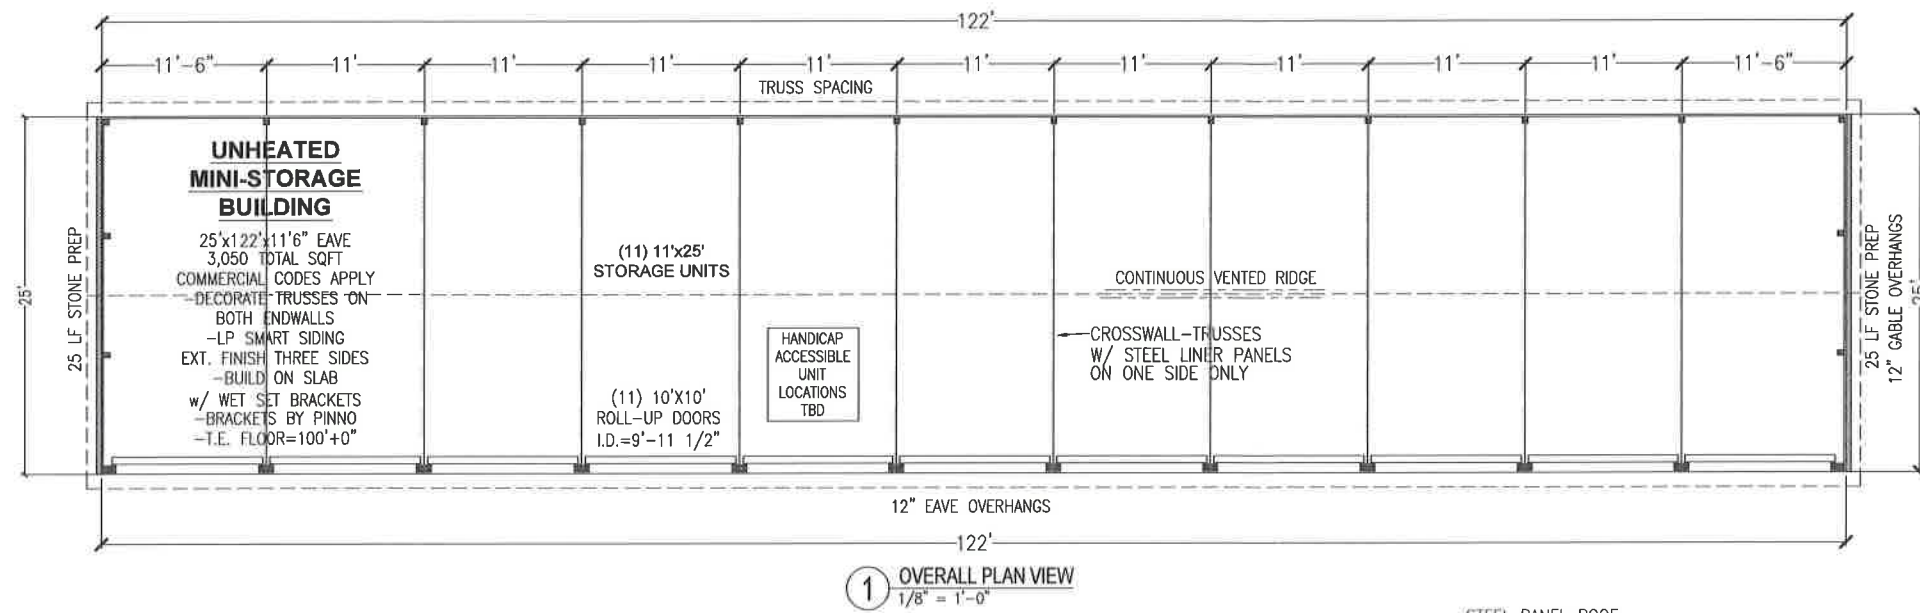 122'
11'-6" 11' 11' 11' 11' 11' 11' 11' 11' 11' 11'-6"
TRUSS SPACING
25'
25 LF STONE PREP
UNHEATED
MINI-STORAGE
BUILDING
25'x122'x11'6" EAVE
3,050 TOTAL SQFT
COMMERCIAL CODES APPLY
-DECORATE TRUSSES ON
BOTH ENDWALLS
-LP SMART SIDING
EXT. FINISH THREE SIDES
-BUILD ON SLAB
w/ WET SET BRACKETS
-BRACKETS BY PINNO
-T.E. FLOOR=100'+0"
(11) 11'x25'
STORAGE UNITS
(11) 10'X10'
ROLL-UP DOORS
I.D.=9'-11 1/2"
HANDICAP
ACCESSIBLE
UNIT
LOCATIONS
TBD
CONTINUOUS VENTED RIDGE
CROSSWALL-TRUSSES
W/ STEEL LINER PANELS
ON ONE SIDE ONLY
25 LF STONE PREP
12" GABLE OVERHANGS
25'
12" EAVE OVERHANGS
122'
1 OVERALL PLAN VIEW
1/8" = 1'-0"
STEEL PANEL ROOF